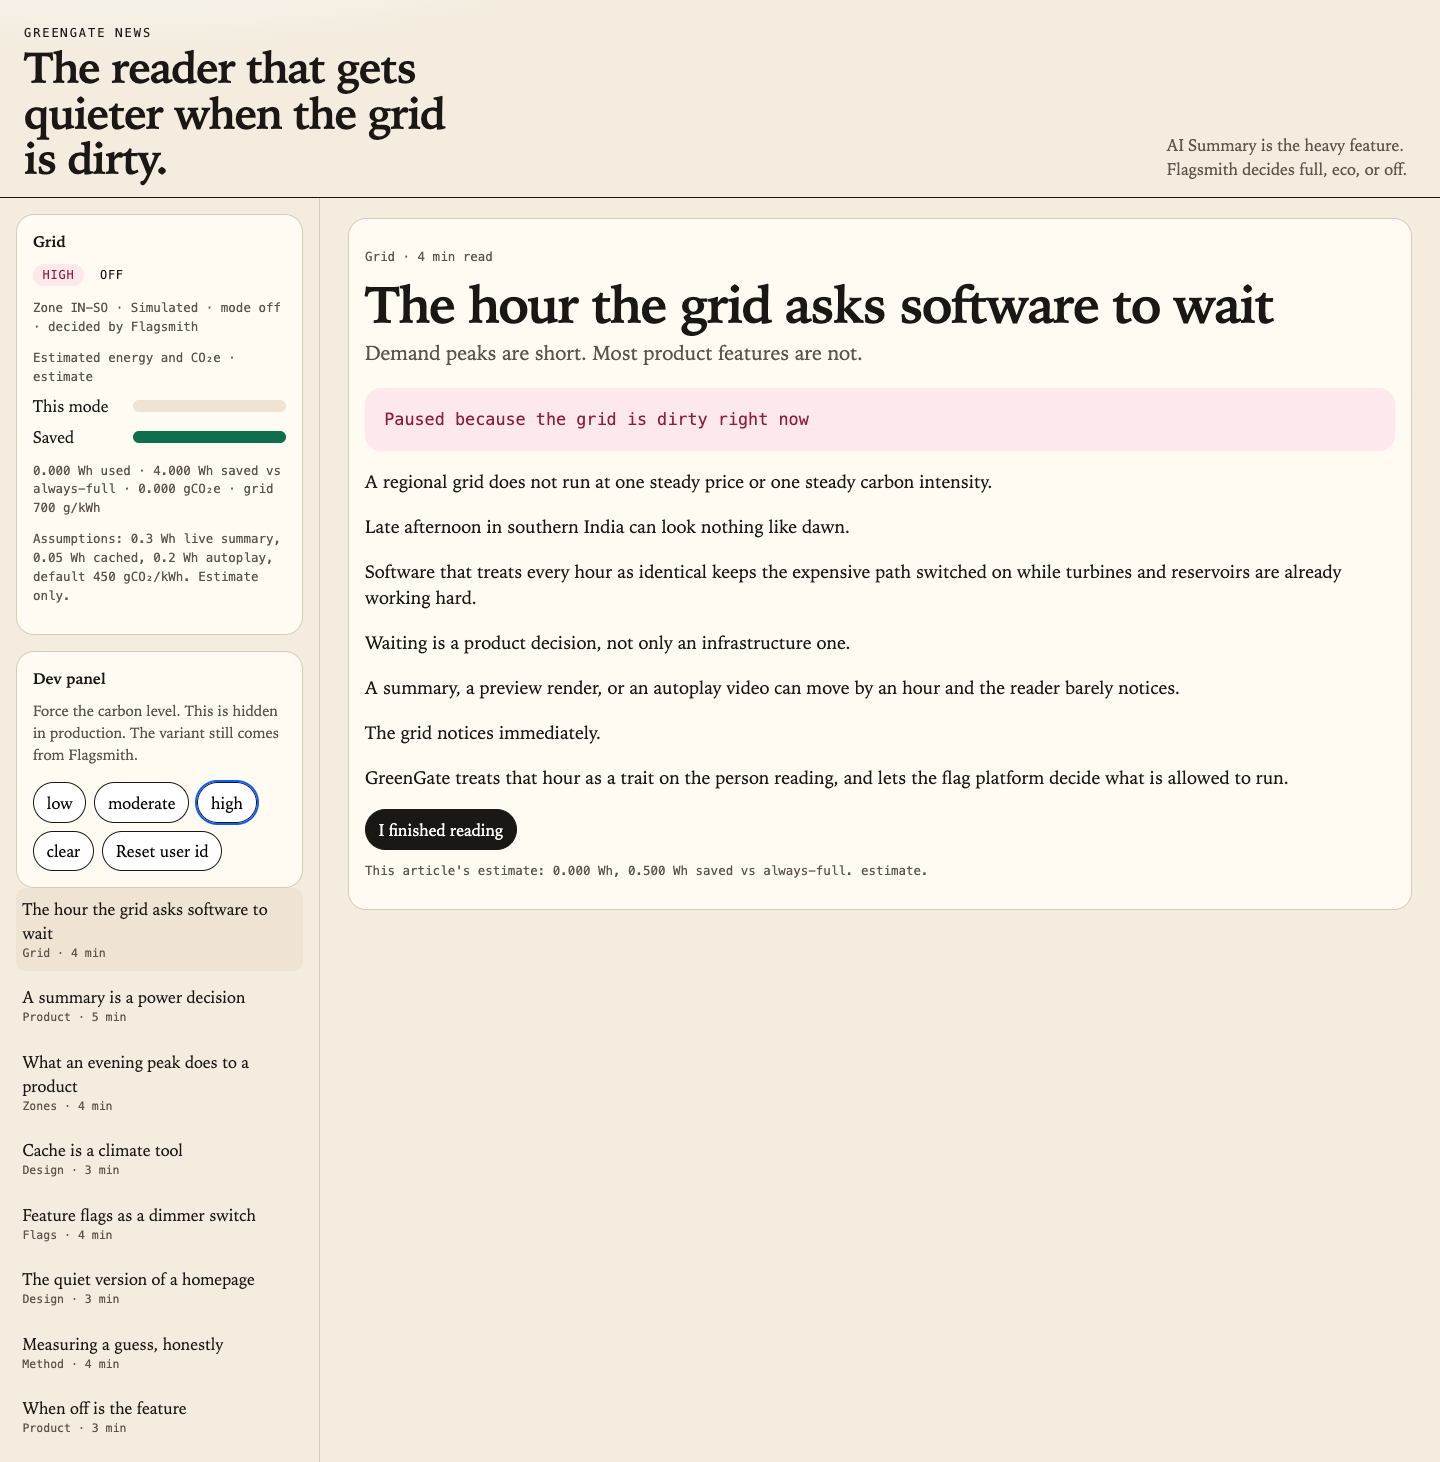 GREENGATE NEWS
The reader that gets
quieter when the grid
is dirty.
AI Summary is the heavy feature.
Flagsmith decides full, eco, or off.
Grid
HIGH OFF
Zone IN-SO · Simulated · mode off
· decided by Flagsmith
Estimated energy and CO₂e ·
estimate
This mode
Saved
0.000 Wh used · 4.000 Wh saved vs
always-full · 0.000 gCO₂e · grid
700 g/kWh
Assumptions: 0.3 Wh live summary,
0.05 Wh cached, 0.2 Wh autoplay,
default 450 gCO₂/kWh. Estimate
only.
Dev panel
Force the carbon level. This is hidden
in production. The variant still comes
from Flagsmith.
low moderate high
clear Reset user id
The hour the grid asks software to
wait
Grid · 4 min
A summary is a power decision
Product · 5 min
What an evening peak does to a
product
Zones · 4 min
Cache is a climate tool
Design · 3 min
Feature flags as a dimmer switch
Flags · 4 min
The quiet version of a homepage
Design · 3 min
Measuring a guess, honestly
Method · 4 min
When off is the feature
Product · 3 min
Grid · 4 min read
The hour the grid asks software to wait
Demand peaks are short. Most product features are not.
Paused because the grid is dirty right now
A regional grid does not run at one steady price or one steady carbon intensity.
Late afternoon in southern India can look nothing like dawn.
Software that treats every hour as identical keeps the expensive path switched on while turbines and reservoirs are already
working hard.
Waiting is a product decision, not only an infrastructure one.
A summary, a preview render, or an autoplay video can move by an hour and the reader barely notices.
The grid notices immediately.
GreenGate treats that hour as a trait on the person reading, and lets the flag platform decide what is allowed to run.
I finished reading
This article's estimate: 0.000 Wh, 0.500 Wh saved vs always-full. estimate.